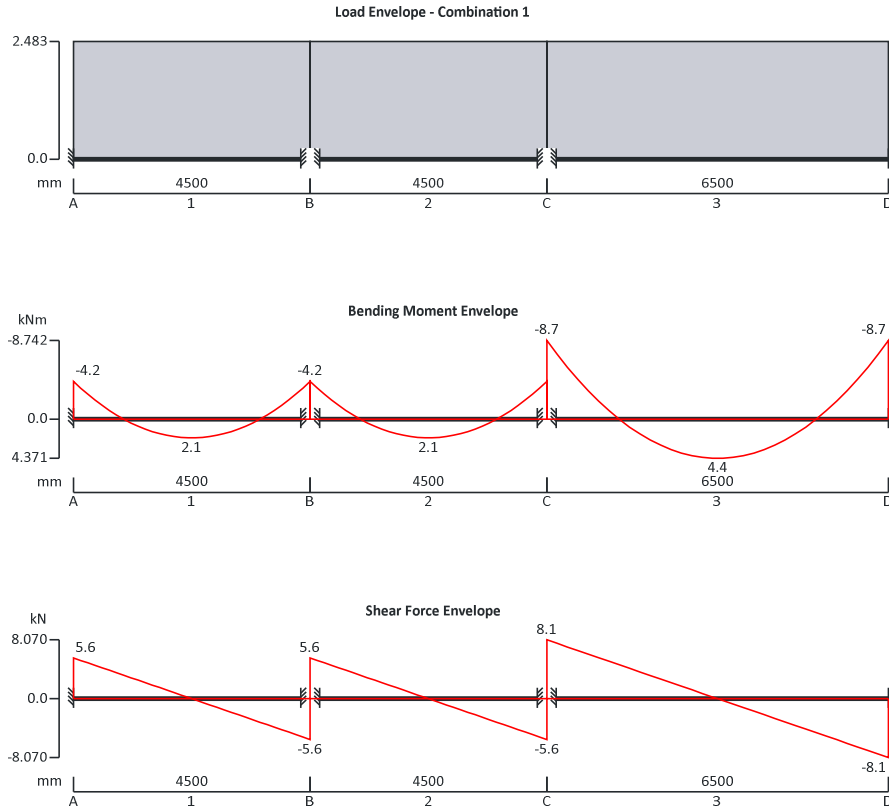 Load Envelope - Combination 1
2.483
0.0
mm 4500 4500 6500
A 1 B 2 C 3 D
Bending Moment Envelope
kNm
-8.742 -8.7 -8.7
-4.2 -4.2
0.0
2.1 2.1
4.371 4.4
mm 4500 4500 6500
A 1 B 2 C 3 D
Shear Force Envelope
kN
8.070 5.6 5.6 8.1
0.0
-5.6 -5.6
-8.070 -8.1
mm 4500 4500 6500
A 1 B 2 C 3 D